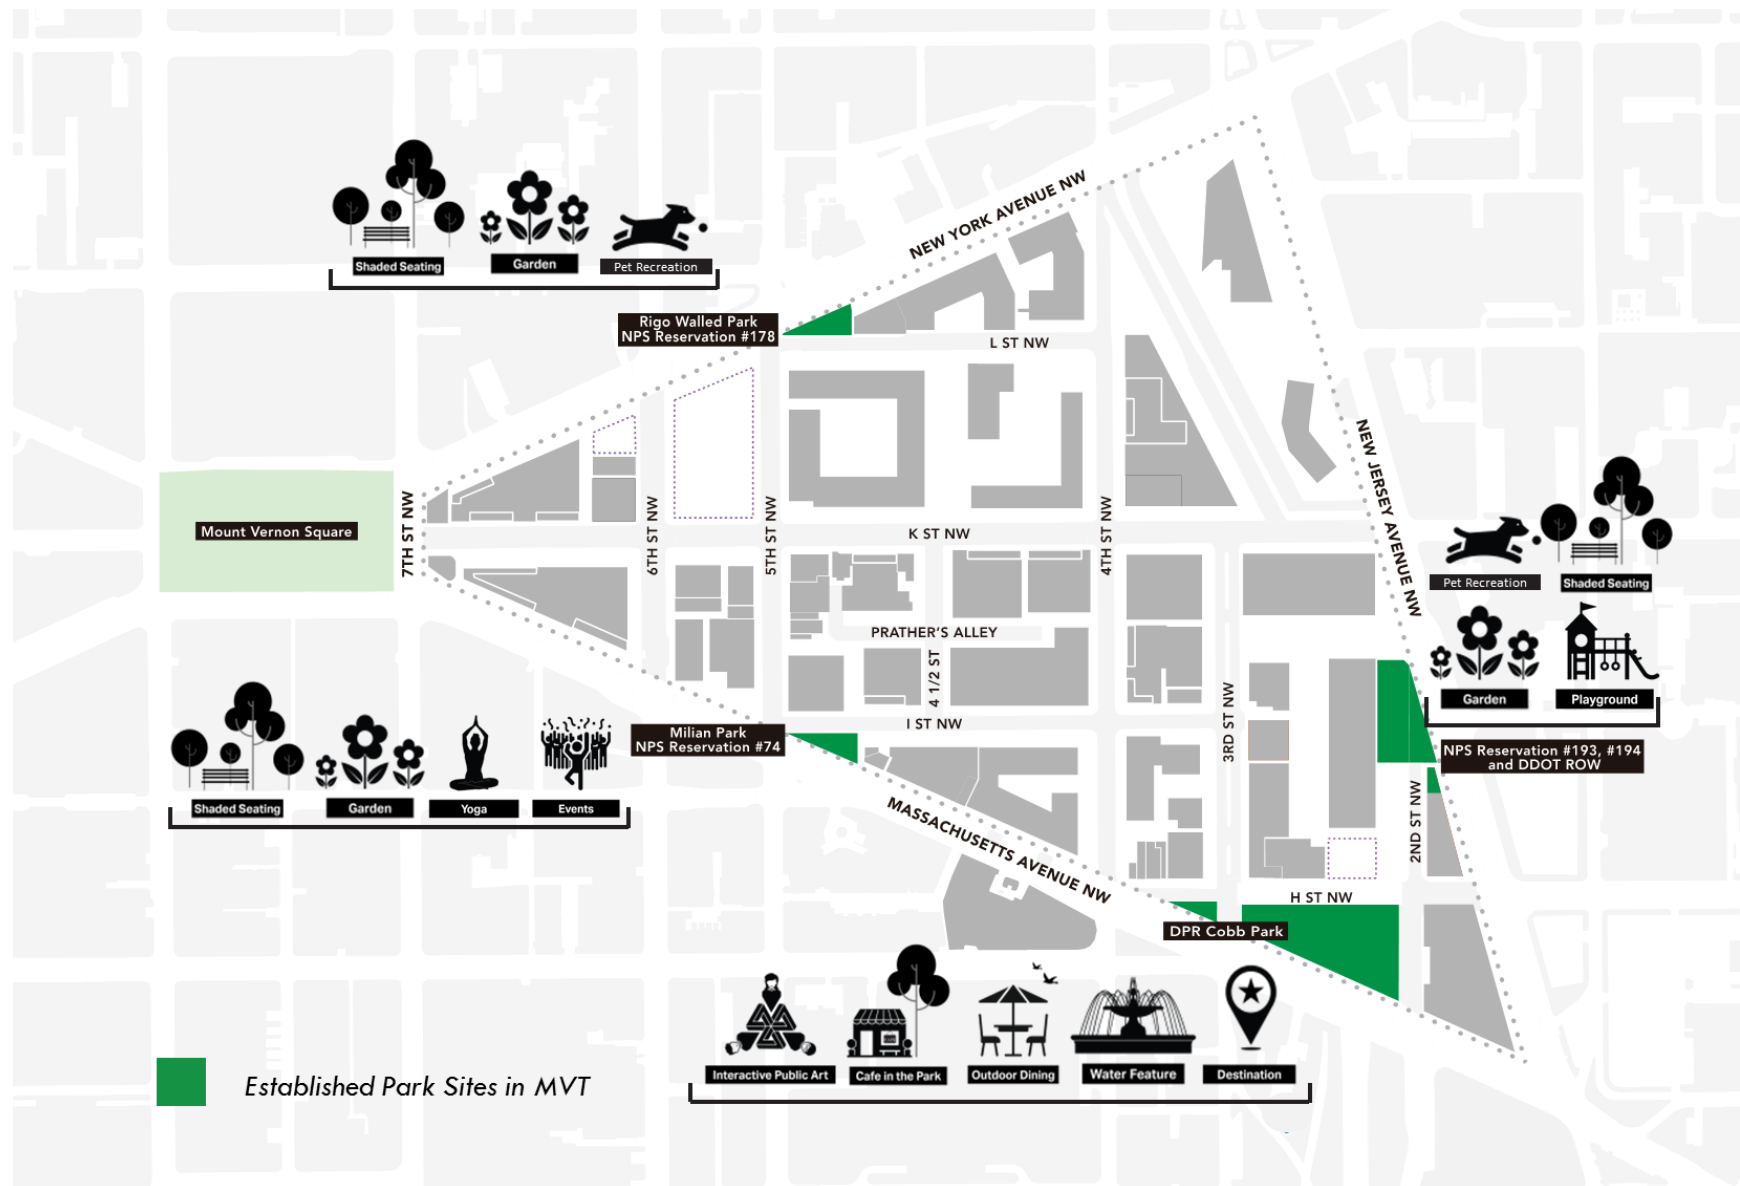 NEW YORK AVENUE NW
Shaded Seating
Garden
Pet Recreation
Rigo Walled Park
NPS Reservation #178
L ST NW
Mount Vernon Square
7TH ST NW
6TH ST NW
5TH ST NW
K ST NW
4TH ST NW
NEW JERSEY AVENUE NW
Pet Recreation
Shaded Seating
Garden
Playground
PRATHER'S ALLEY
4 1/2 ST
I ST NW
3RD ST NW
Milian Park
NPS Reservation #74
NPS Reservation #193, #194
and DDOT ROW
2ND ST NW
Shaded Seating
Garden
Yoga
Events
MASSACHUSETTS AVENUE NW
H ST NW
DPR Cobb Park
Interactive Public Art
Cafe in the Park
Outdoor Dining
Water Feature
Destination
Established Park Sites in MVT